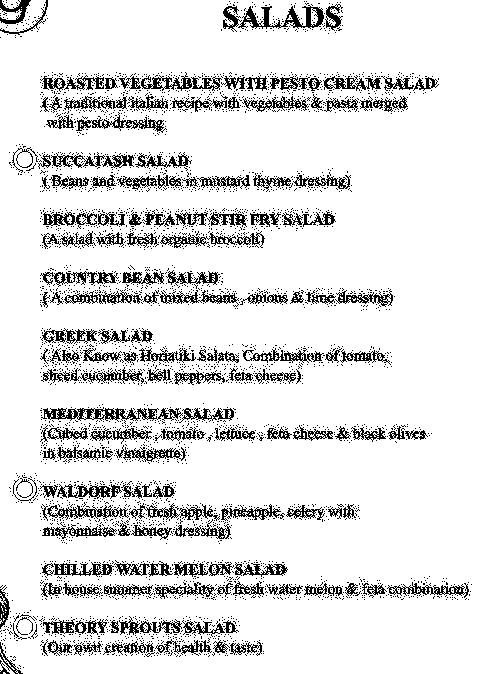 SALADS
ROASTED VEGETABLES WITH PESTO CREAM SALAD
( A traditional italian recipe with vegetables & pasta merged
with pesto dressing
SUCCATASH SALAD
( Beans and vegetables in mustard thyme dressing)
BROCCOLI & PEANUT STIR FRY SALAD
(A salad with fresh organic broccoli)
COUNTRY BEAN SALAD
( A combination of mixed beans , onions & lime dressing)
GREEK SALAD
( Also Know as Horiatiki Salata, Combination of tomato,
sliced cucumber, bell peppers, feta cheese)
MEDITERRANEAN SALAD
(Cubed cucumber , tomato , lettuce , feta cheese & black olives
in balsamic vinaigrette)
WALDORF SALAD
(Combination of fresh apple, pineapple, celery with
mayonnaise & honey dressing)
CHILLED WATER MELON SALAD
(In house summer speciality of fresh water melon & feta combination)
THEORY SPROUTS SALAD
(Our own creation of health & taste)